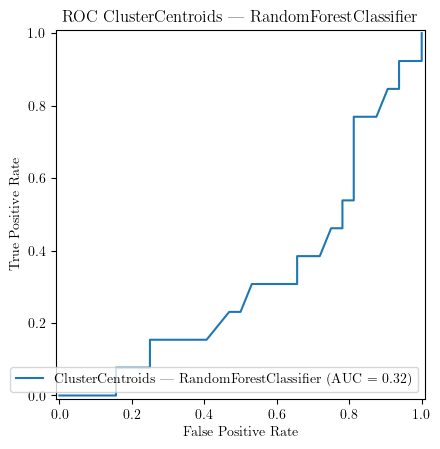 ROC ClusterCentroids — RandomForestClassifier
1.0
0.8
0.6
0.4
0.2
0.0
True Positive Rate
ClusterCentroids — RandomForestClassifier (AUC = 0.32)
0.0 0.2 0.4 0.6 0.8 1.0
False Positive Rate